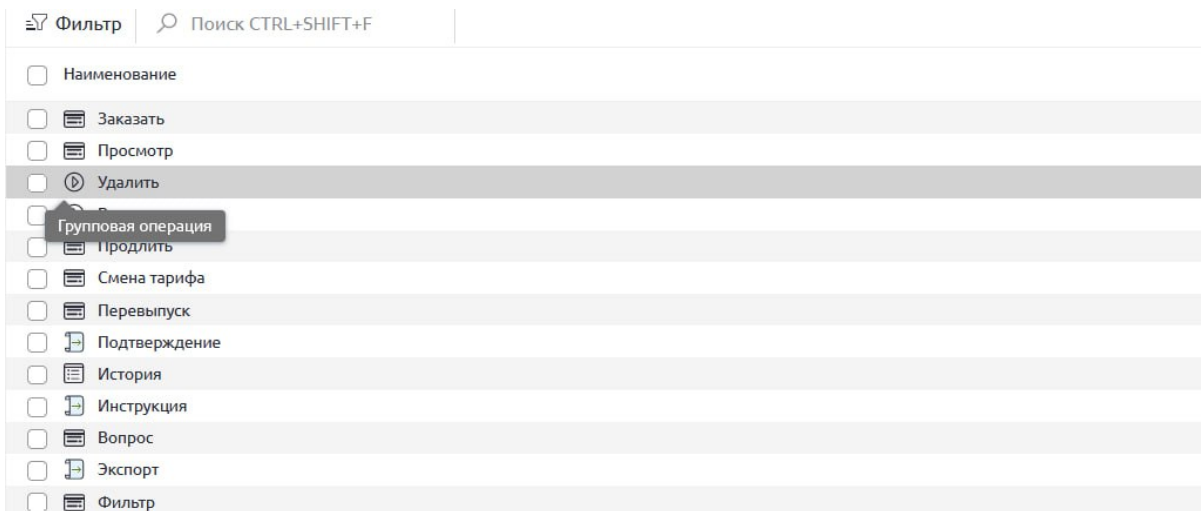 Фильтр Поиск CTRL+SHIFT+F
Наименование
Заказать
Просмотр
Удалить
Групповая операция
Продлить
Смена тарифа
Перевыпуск
Подтверждение
История
Инструкция
Вопрос
Экспорт
Фильтр